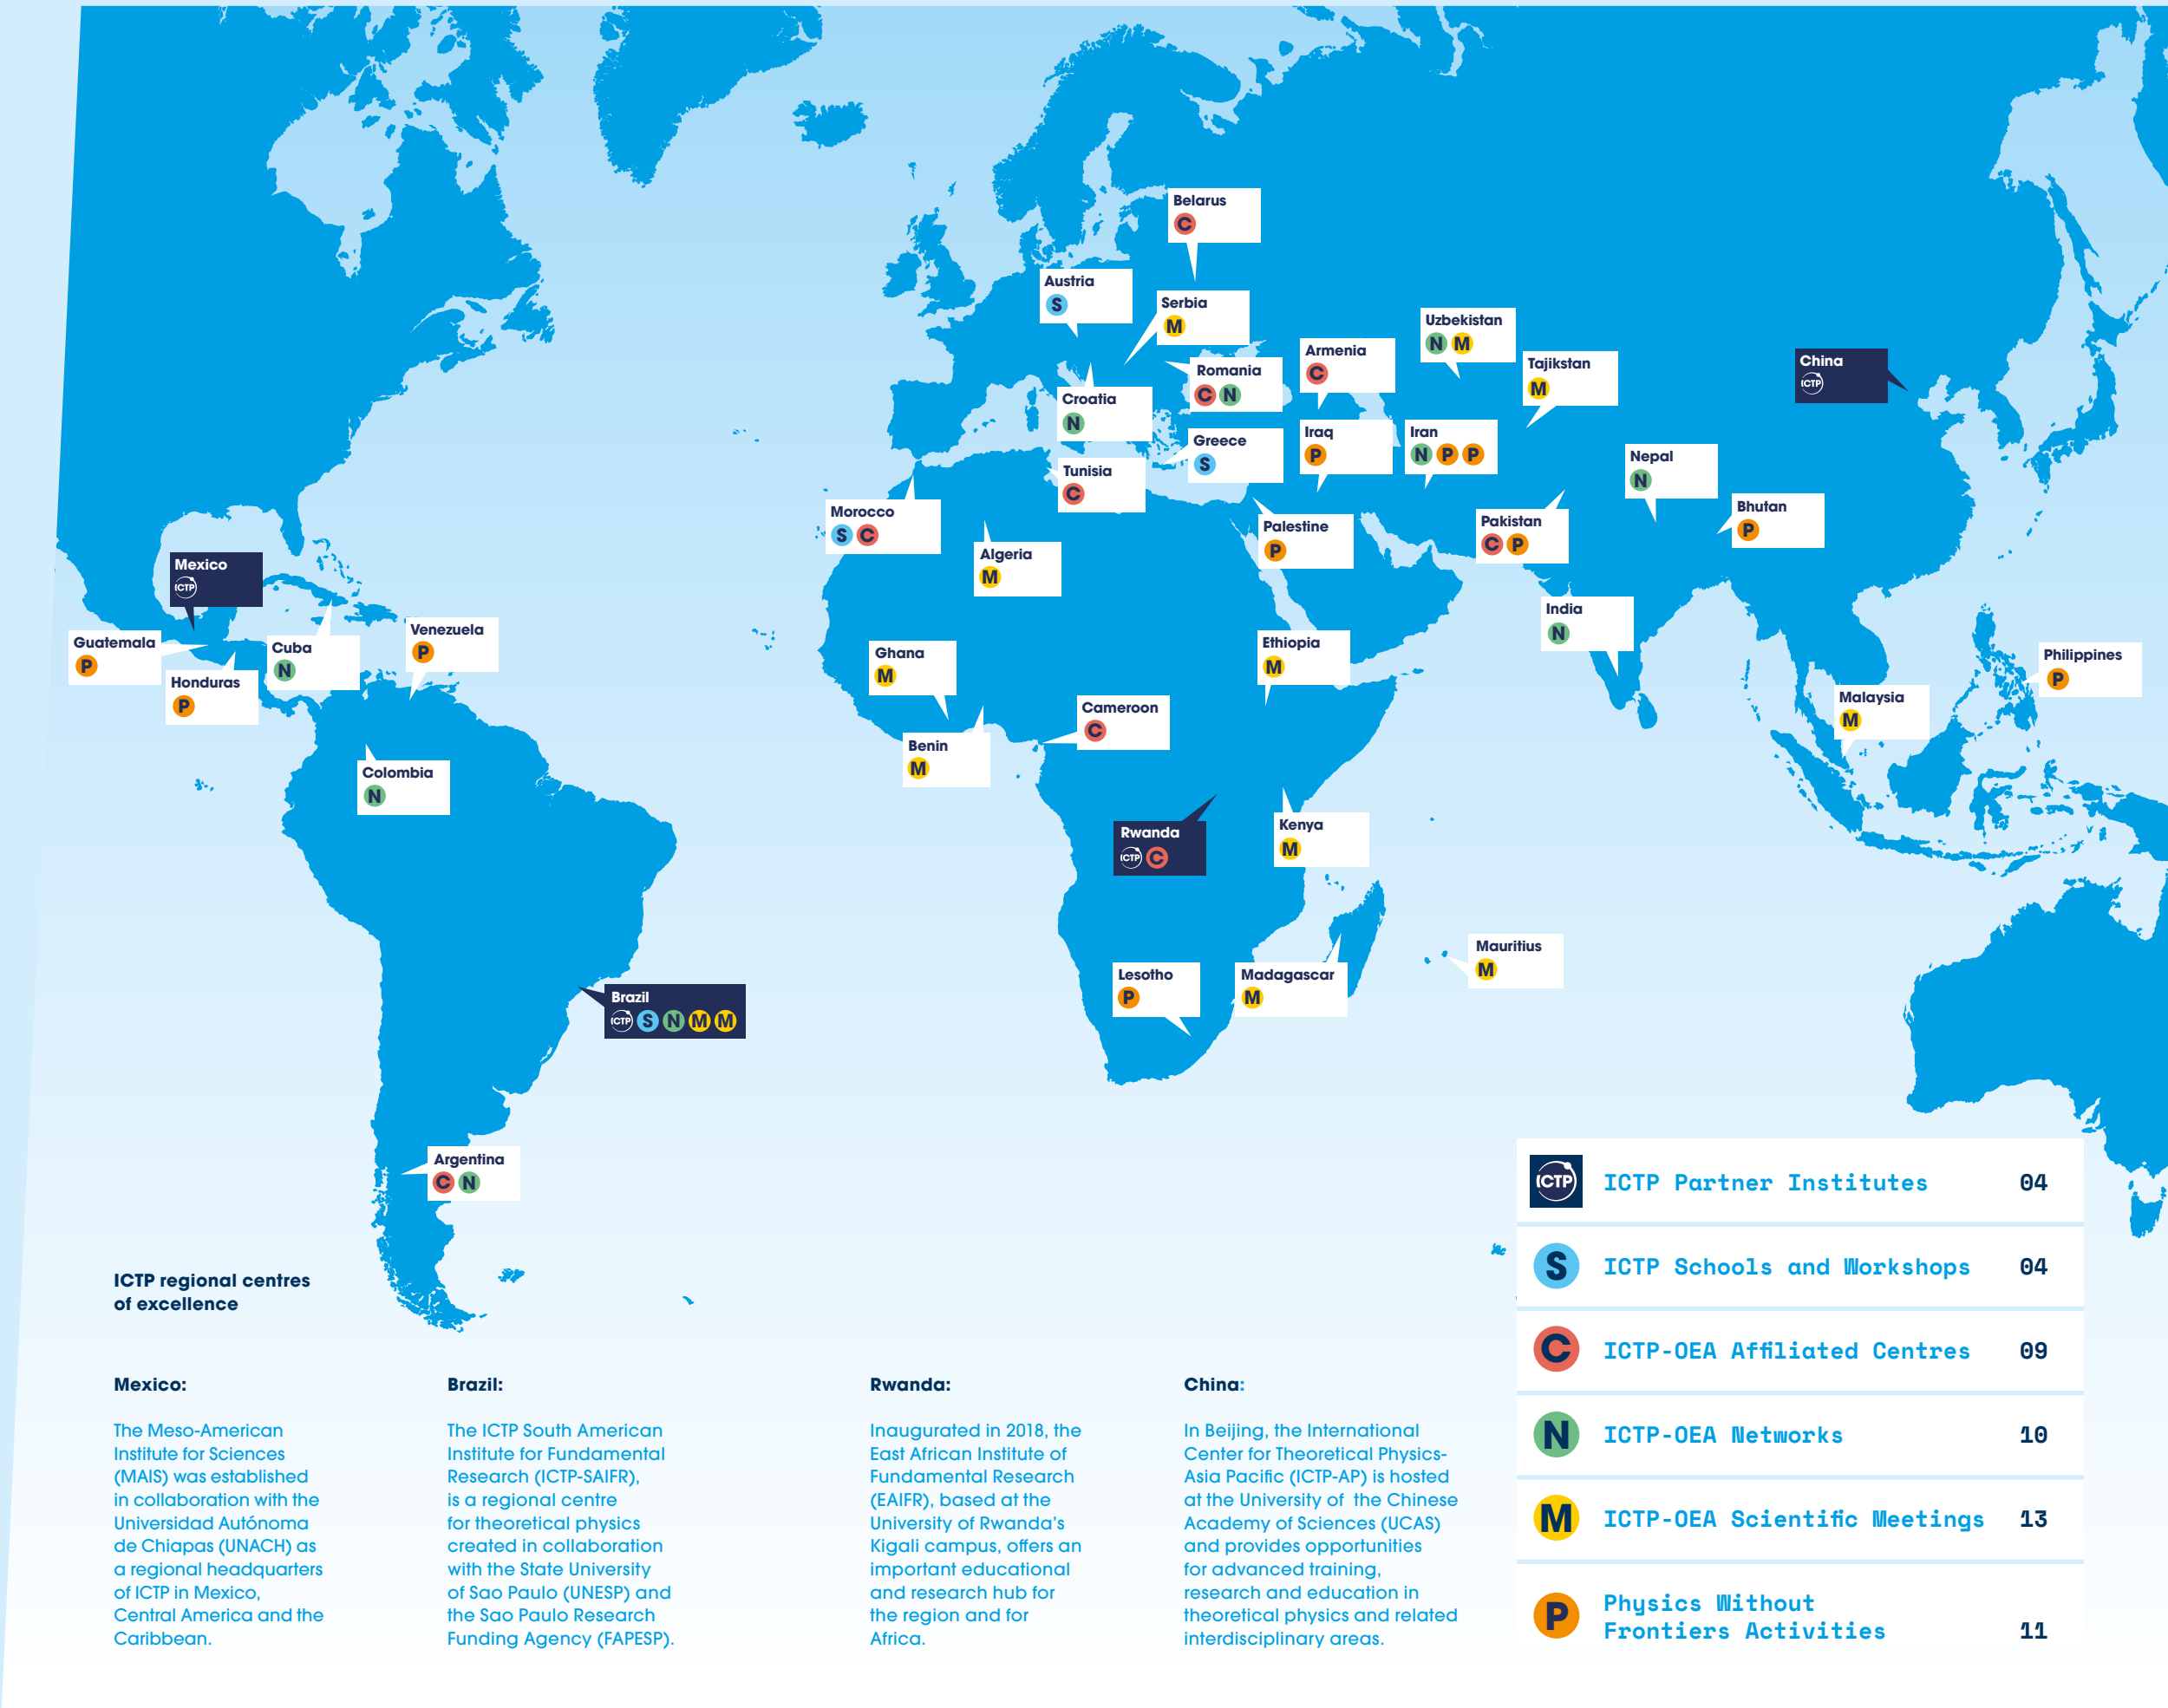 Belarus
C
Austria
S
Serbia
M
Uzbekistan
N M
Armenia
C
Tajikstan
M
China
ICTP
Romania
C N
Croatia
N
Greece
S
Iraq
P
Iran
N P P
Nepal
N
Tunisia
C
Morocco
S C
Bhutan
P
Pakistan
C P
Palestine
P
Algeria
M
Mexico
ICTP
India
N
Venezuela
P
Guatemala
P
Cuba
N
Honduras
P
Ghana
M
Ethiopia
M
Philippines
P
Malaysia
M
Cameroon
C
Benin
M
Colombia
N
Rwanda
ICTP C
Kenya
M
Mauritius
M
Lesotho
P
Madagascar
M
Brazil
ICTP S N M M
Argentina
C N
ICTP regional centres
of excellence
Mexico:
The Meso-American
Institute for Sciences
(MAIS) was established
in collaboration with the
Universidad Autónoma
de Chiapas (UNACH) as
a regional headquarters
of ICTP in Mexico,
Central America and the
Caribbean.
Brazil:
The ICTP South American
Institute for Fundamental
Research (ICTP-SAIFR),
is a regional centre
for theoretical physics
created in collaboration
with the State University
of Sao Paulo (UNESP) and
the Sao Paulo Research
Funding Agency (FAPESP).
Rwanda:
Inaugurated in 2018, the
East African Institute of
Fundamental Research
(EAIFR), based at the
University of Rwanda's
Kigali campus, offers an
important educational
and research hub for
the region and for
Africa.
China:
In Beijing, the International
Center for Theoretical Physics-
Asia Pacific (ICTP-AP) is hosted
at the University of the Chinese
Academy of Sciences (UCAS)
and provides opportunities
for advanced training,
research and education in
theoretical physics and related
interdisciplinary areas.
ICTP ICTP Partner Institutes 04
S ICTP Schools and Workshops 04
C ICTP-OEA Affiliated Centres 09
N ICTP-OEA Networks 10
M ICTP-OEA Scientific Meetings 13
P Physics Without
Frontiers Activities 11